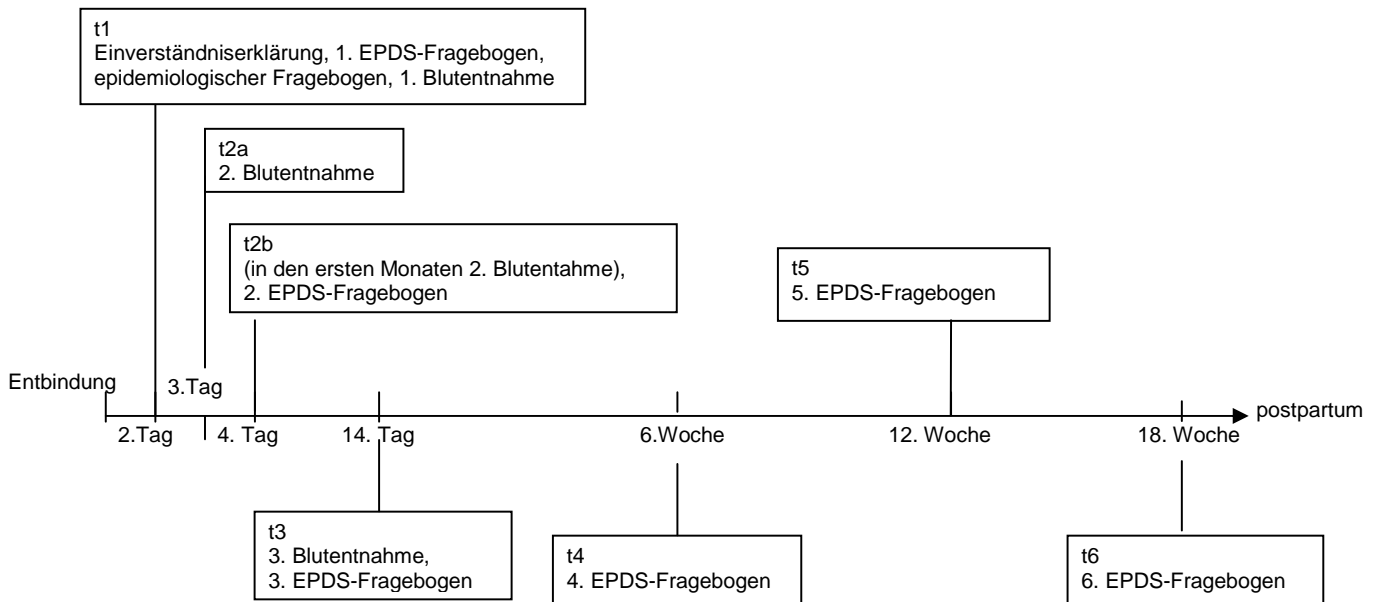 t1
Einverständniserklärung, 1. EPDS-Fragebogen,
epidemiologischer Fragebogen, 1. Blutentnahme
t2a
2. Blutentnahme
t2b
(in den ersten Monaten 2. Blutentahme),
2. EPDS-Fragebogen
t5
5. EPDS-Fragebogen
Entbindung
3.Tag
postpartum
2.Tag
4. Tag
14. Tag
6.Woche
12. Woche
18. Woche
t3
3. Blutentnahme,
3. EPDS-Fragebogen
t4
4. EPDS-Fragebogen
t6
6. EPDS-Fragebogen